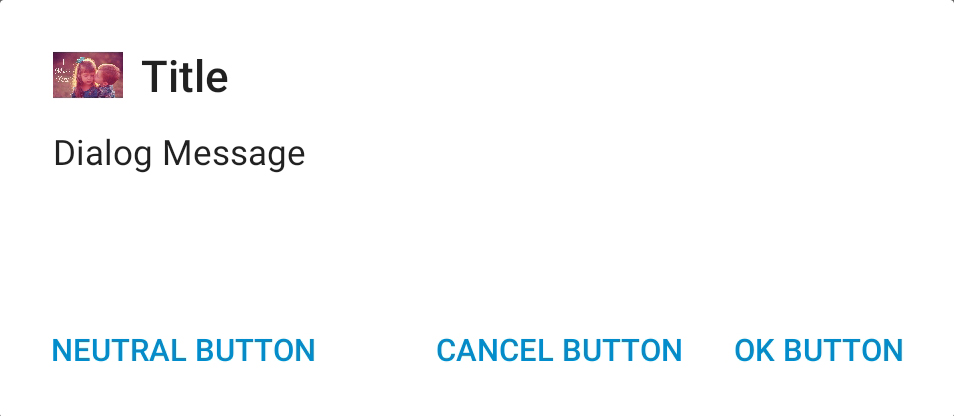 Title
Dialog Message
NEUTRAL BUTTON
CANCEL BUTTON
OK BUTTON